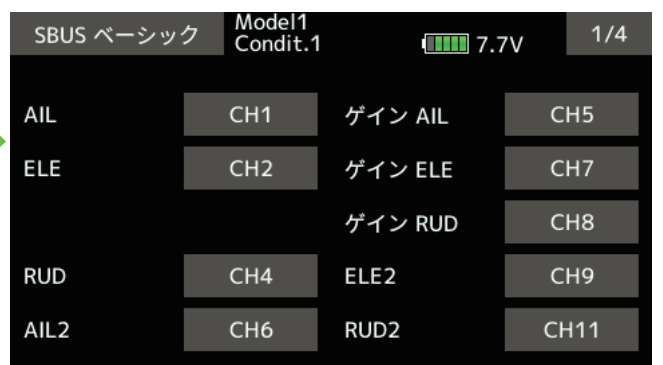 SBUS ベーシック Model1 Condit.1 7.7V 1/4
AIL CH1 ゲイン AIL CH5
ELE CH2 ゲイン ELE CH7
ゲイン RUD CH8
RUD CH4 ELE2 CH9
AIL2 CH6 RUD2 CH11